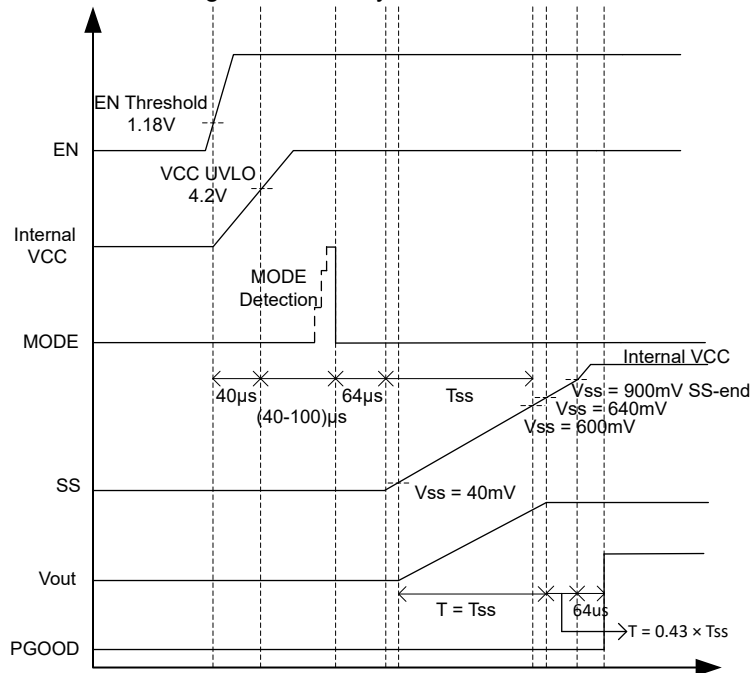 EN Threshold
1.18V
EN
VCC UVLO
4.2V
Internal
VCC
MODE
Detection
MODE
Internal VCC
40µs
(40-100)µs
64µs
Tss
Vss = 900mV SS-end
Vss = 640mV
Vss = 600mV
SS
Vss = 40mV
Vout
T = Tss
64us
T = 0.43 × Tss
PGOOD